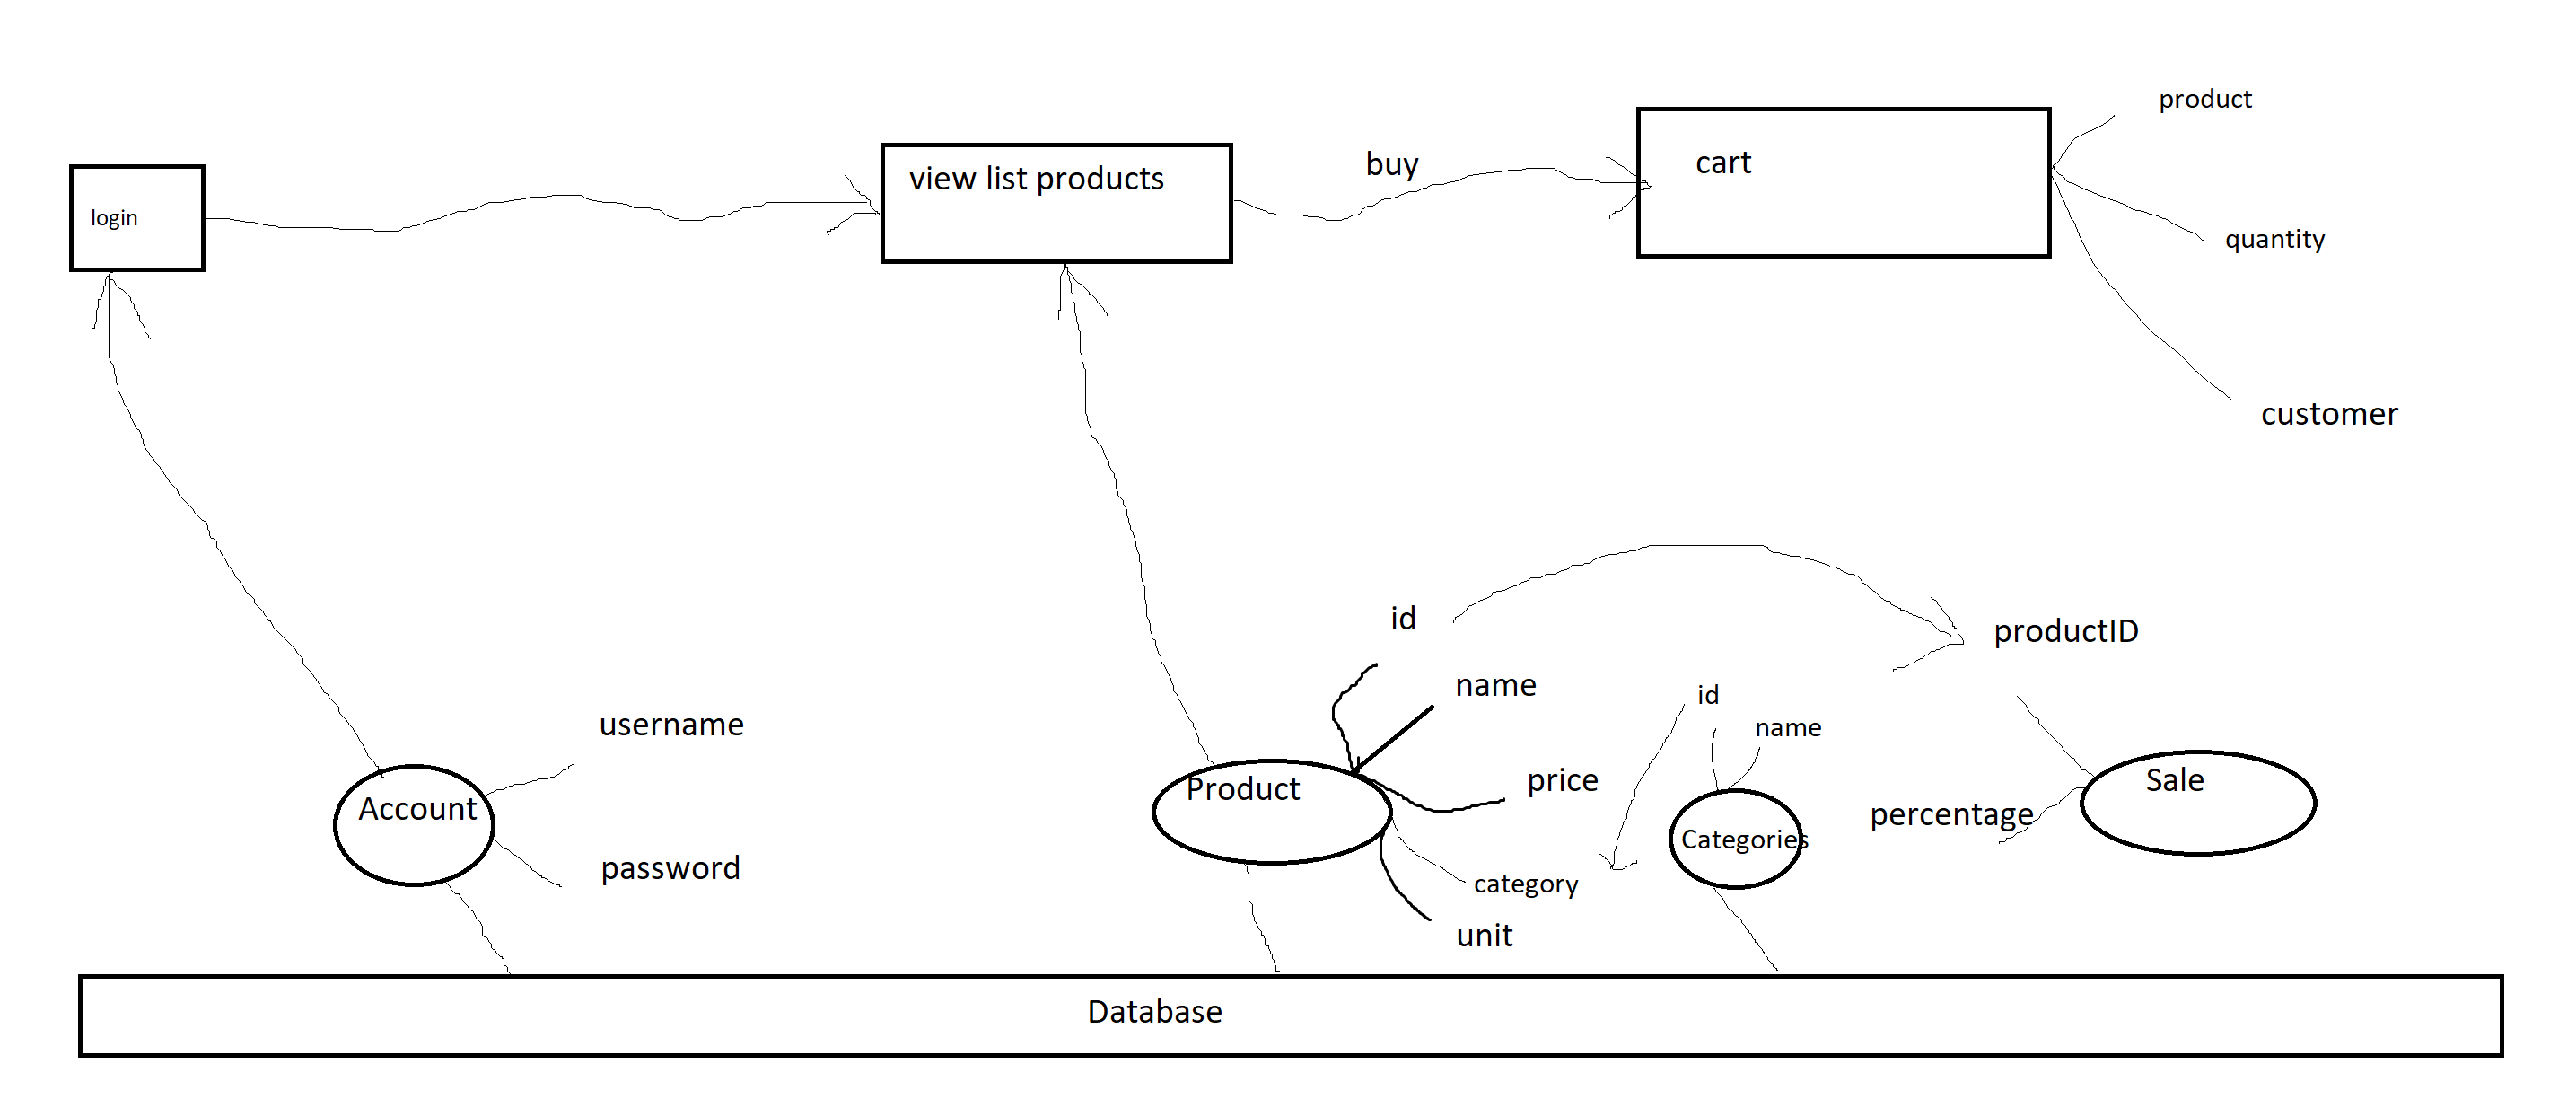 product
buy
cart
view list products
login
quantity
customer
id
productID
name
id
username
name
price
Sale
Product
Account
percentage
Categories
password
category
unit
Database